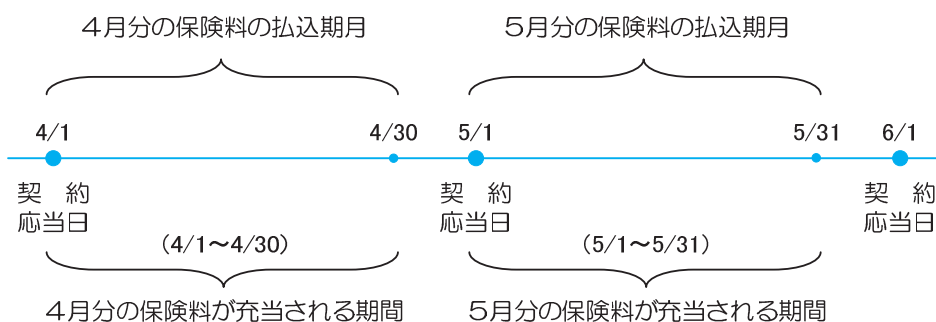 4月分の保険料の払込期月
5月分の保険料の払込期月
4/1
4/30
5/1
5/31
6/1
契　約
応当日
契　約
応当日
契　約
応当日
（4/1～4/30）
（5/1～5/31）
4月分の保険料が充当される期間
5月分の保険料が充当される期間